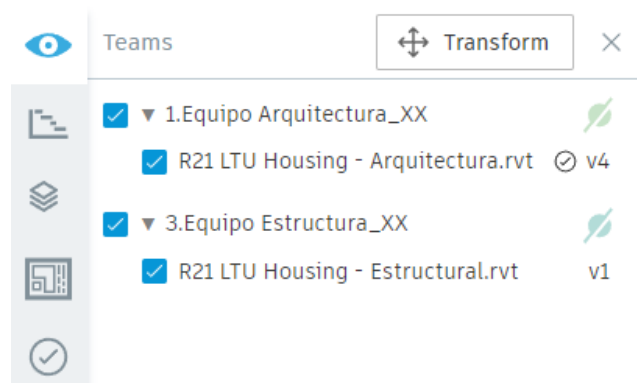 Teams Transform
1.Equipo Arquitectura_XX
R21 LTU Housing - Arquitectura.rvt v4
3.Equipo Estructura_XX
R21 LTU Housing - Estructural.rvt v1